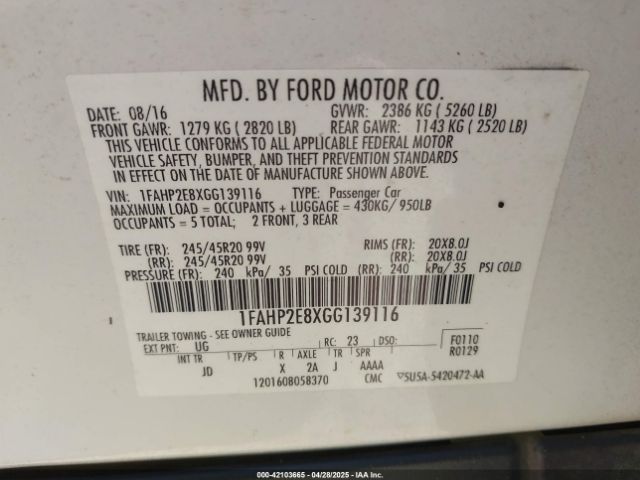 MFD. BY FORD MOTOR CO.
DATE: 08/16 GVWR: 2386 KG ( 5260 LB)
FRONT GAWR: 1279 KG ( 2820 LB) REAR GAWR: 1143 KG ( 2520 LB)
THIS VEHICLE CONFORMS TO ALL APPLICABLE FEDERAL MOTOR
VEHICLE SAFETY, BUMPER, AND THEFT PREVENTION STANDARDS
IN EFFECT ON THE DATE OF MANUFACTURE SHOWN ABOVE.
VIN: 1FAHP2E8XGG139116 TYPE: Passenger Car
MAXIMUM LOAD = OCCUPANTS + LUGGAGE = 430KG/ 950LB
OCCUPANTS = 5 TOTAL; 2 FRONT, 3 REAR
TIRE (FR): 245/45R20 99V RIMS (FR): 20X8.0J
(RR): 245/45R20 99V (RR): 20X8.0J
PRESSURE (FR): 240 kPa/ 35 PSI COLD (RR): 240 kPa/ 35 PSI COLD
1FAHP2E8XGG139116
TRAILER TOWING - SEE OWNER GUIDE
EXT PNT: UG RC: 23 DSO: F0110
R0129
INT TR TP/PS R AXLE TR SPR
JD X 2A J AAAA
1201608058370 CMC SUSA-5420472-AA
000-42103665 04/28/2025 - IAAI.COM